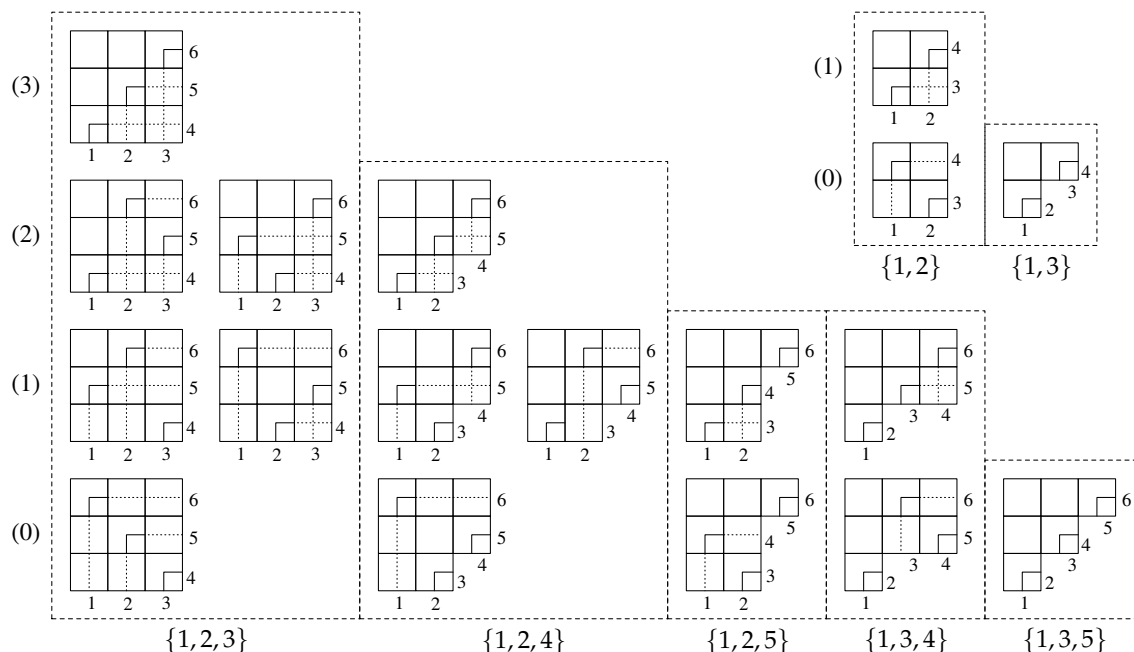 6
(3) 5
4
1 2 3
6 6 6
(2) 5 5 5
4
4 4 3
1 2 3 1 2 3 1 2
6 6 6 6 6 6
5
(1) 5 5 5 5 4 5
4 4 3 4
4 4 3 3 3 2
1 2 3 1 2 3 1 2 1 2 1 2 1
6 6 6 6 6
5 5
(0) 5 5 4 5 4
4 3 4 3
4 3 3 2 2
1 2 3 1 2 1 2 1 1
{1,2,3} {1,2,4} {1,2,5} {1,3,4} {1,3,5}
4
(1) 3
1 2
(0) 4 4
3
3 2
1 2 1
{1,2} {1,3}